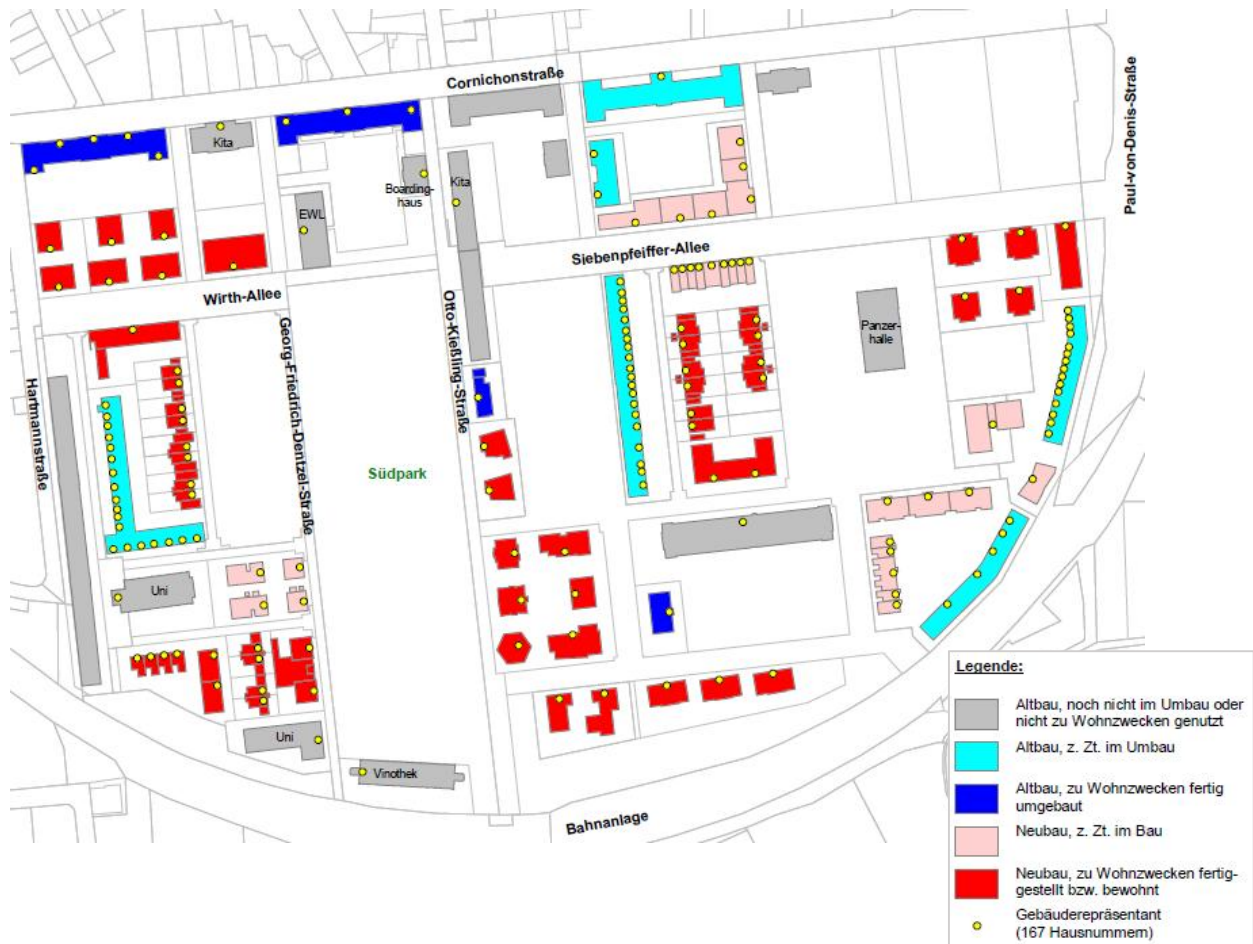 Cornichonstraße
Paul-von-Denis-Straße
Kita
Boarding-
haus
Kita
EWL
Siebenpfeiffer-Allee
Wirth-Allee
Otto-Kießling-Straße
Georg-Friedrich-Dentzel-Straße
Hartmannstraße
Panzer-
halle
Südpark
Uni
Uni
Vinothek
Bahnanlage
Legende:
Altbau, noch nicht im Umbau oder
nicht zu Wohnzwecken genutzt
Altbau, z. Zt. im Umbau
Altbau, zu Wohnzwecken fertig
umgebaut
Neubau, z. Zt. im Bau
Neubau, zu Wohnzwecken fertig-
gestellt bzw. bewohnt
Gebäuderepräsentant
(167 Hausnummern)